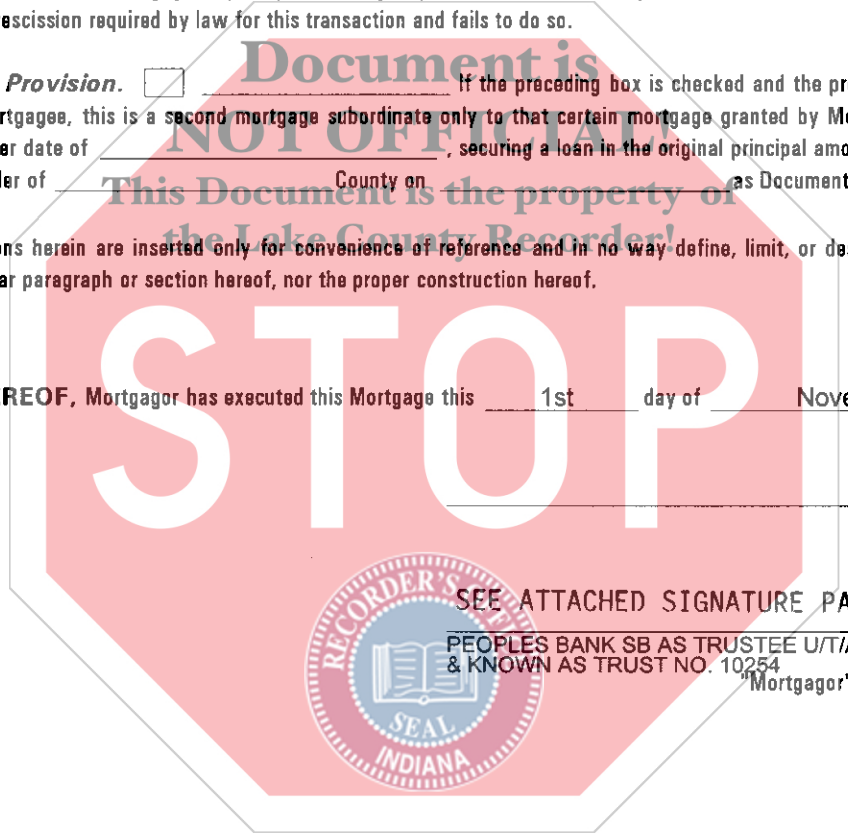 escission required by law for this transaction and fails to do so.
Document is
Provision. If the preceding box is checked and the pr
rtgagee, this is a second mortgage subordinate only to that certain mortgage granted by Mo
NOT OFFICIAL!
er date of , securing a loan in the original principal amo
der of County on as Document
This Document is the property of
the Lake County Recorder!
ons herein are inserted only for convenience of reference and in no way define, limit, or des
ar paragraph or section hereof, nor the proper construction hereof.
STOP
REOF, Mortgagor has executed this Mortgage this 1st day of Nove
SEE ATTACHED SIGNATURE PA
PEOPLES BANK SB AS TRUSTEE U/T/
& KNOWN AS TRUST NO. 10254
"Mortgagor"
RECORDER'S OFFICE
SEAL
INDIANA